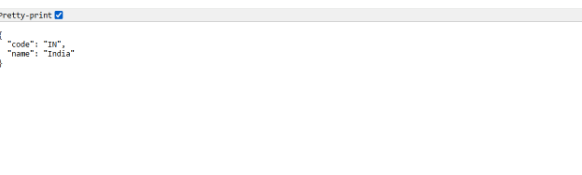 Pretty-print
{
  "code": "IN",
  "name": "India"
}